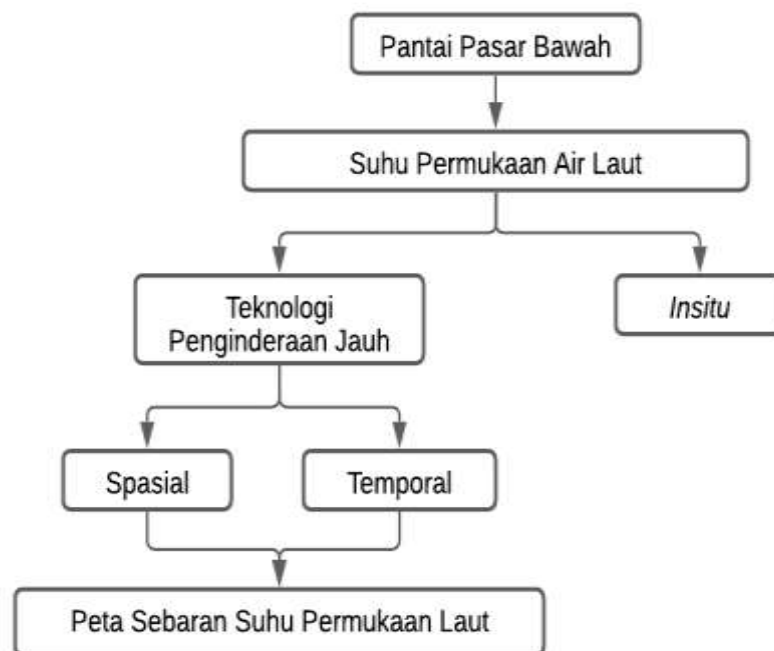 Pantai Pasar Bawah
Suhu Permukaan Air Laut
Teknologi
Penginderaan Jauh
Insitu
Spasial
Temporal
Peta Sebaran Suhu Permukaan Laut